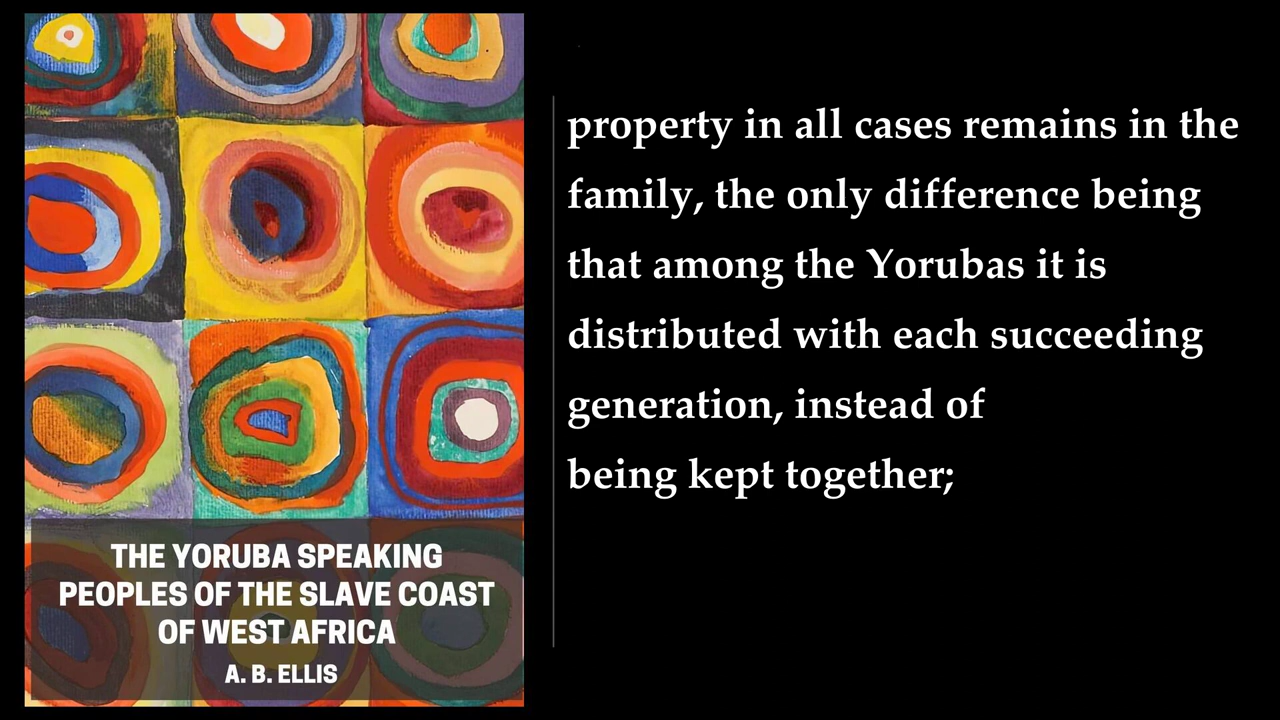 THE YORUBA SPEAKING
PEOPLES OF THE SLAVE COAST
OF WEST AFRICA
A. B. ELLIS
property in all cases remains in the
family, the only difference being
that among the Yorubas it is
distributed with each succeeding
generation, instead of
being kept together;